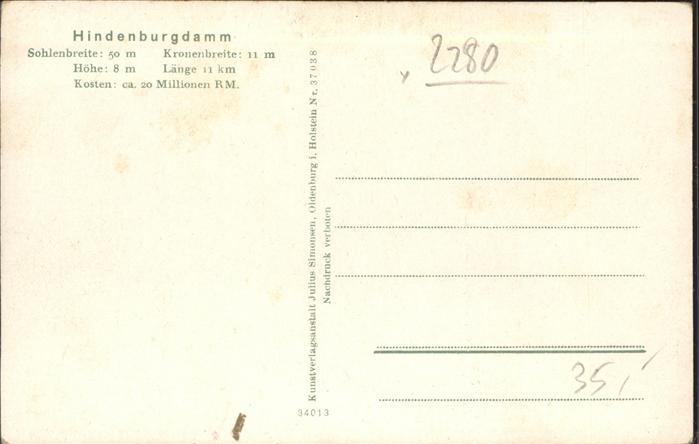 Hindenburgdamm
Sohlenbreite: 50 m Kronenbreite: 11 m
Höhe: 8 m Länge 11 km
Kosten: ca. 20 Millionen RM.
Kunstverlagsanstalt Julius Simonsen, Oldenburg i. Holstein Nr. 37038
Nachdruck verboten
34013
2280
35,-